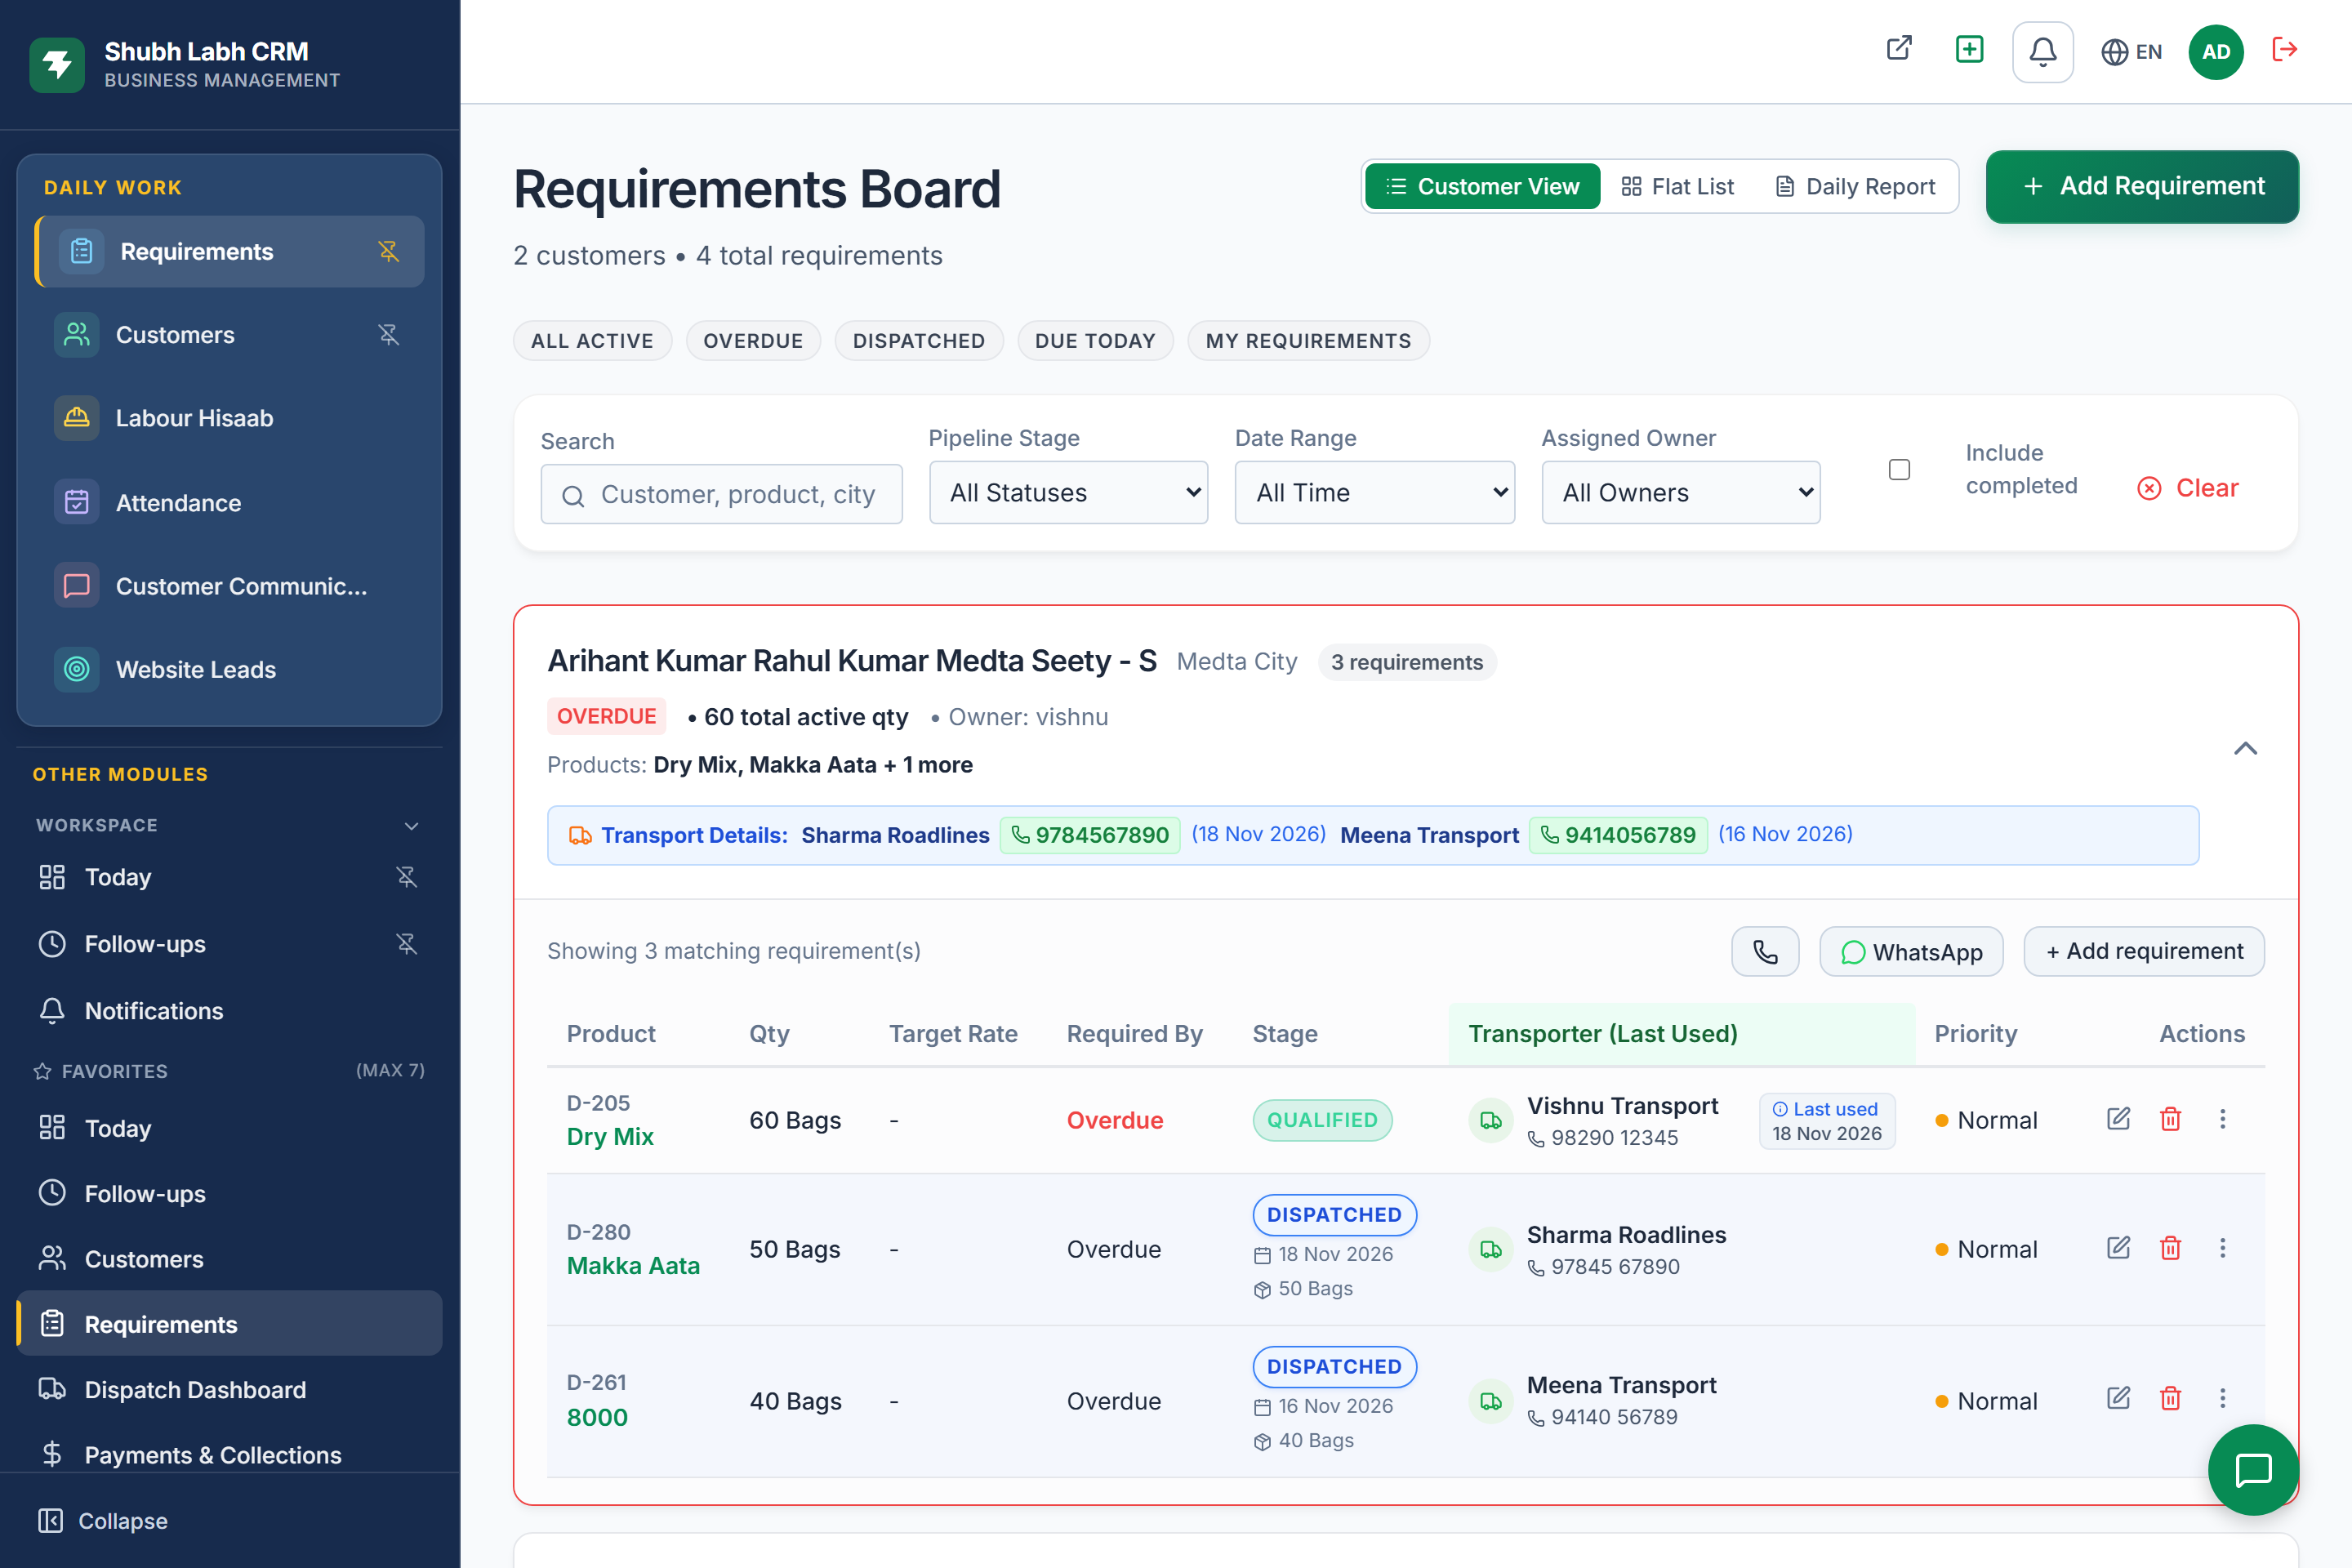 Shubh Labh CRM
BUSINESS MANAGEMENT
EN
AD
DAILY WORK
Requirements
Customers
Labour Hisaab
Attendance
Customer Communic...
Website Leads
OTHER MODULES
WORKSPACE
Today
Follow-ups
Notifications
FAVORITES (MAX 7)
Today
Follow-ups
Customers
Requirements
Dispatch Dashboard
Payments & Collections
Collapse
Requirements Board
2 customers • 4 total requirements
Customer View Flat List Daily Report
+ Add Requirement
ALL ACTIVE OVERDUE DISPATCHED DUE TODAY MY REQUIREMENTS
Search Pipeline Stage Date Range Assigned Owner
Customer, product, city All Statuses All Time All Owners
Include
completed
Clear
Arihant Kumar Rahul Kumar Medta Seety - S Medta City 3 requirements
OVERDUE • 60 total active qty • Owner: vishnu
Products: Dry Mix, Makka Aata + 1 more
Transport Details: Sharma Roadlines 9784567890 (18 Nov 2026) Meena Transport 9414056789 (16 Nov 2026)
Showing 3 matching requirement(s)
WhatsApp
+ Add requirement
Product Qty Target Rate Required By Stage Transporter (Last Used) Priority Actions
D-205
Dry Mix
60 Bags - Overdue QUALIFIED
Vishnu Transport
98290 12345
Last used
18 Nov 2026
Normal
D-280
Makka Aata
50 Bags - Overdue
DISPATCHED
18 Nov 2026
50 Bags
Sharma Roadlines
97845 67890
Normal
D-261
8000
40 Bags - Overdue
DISPATCHED
16 Nov 2026
40 Bags
Meena Transport
94140 56789
Normal